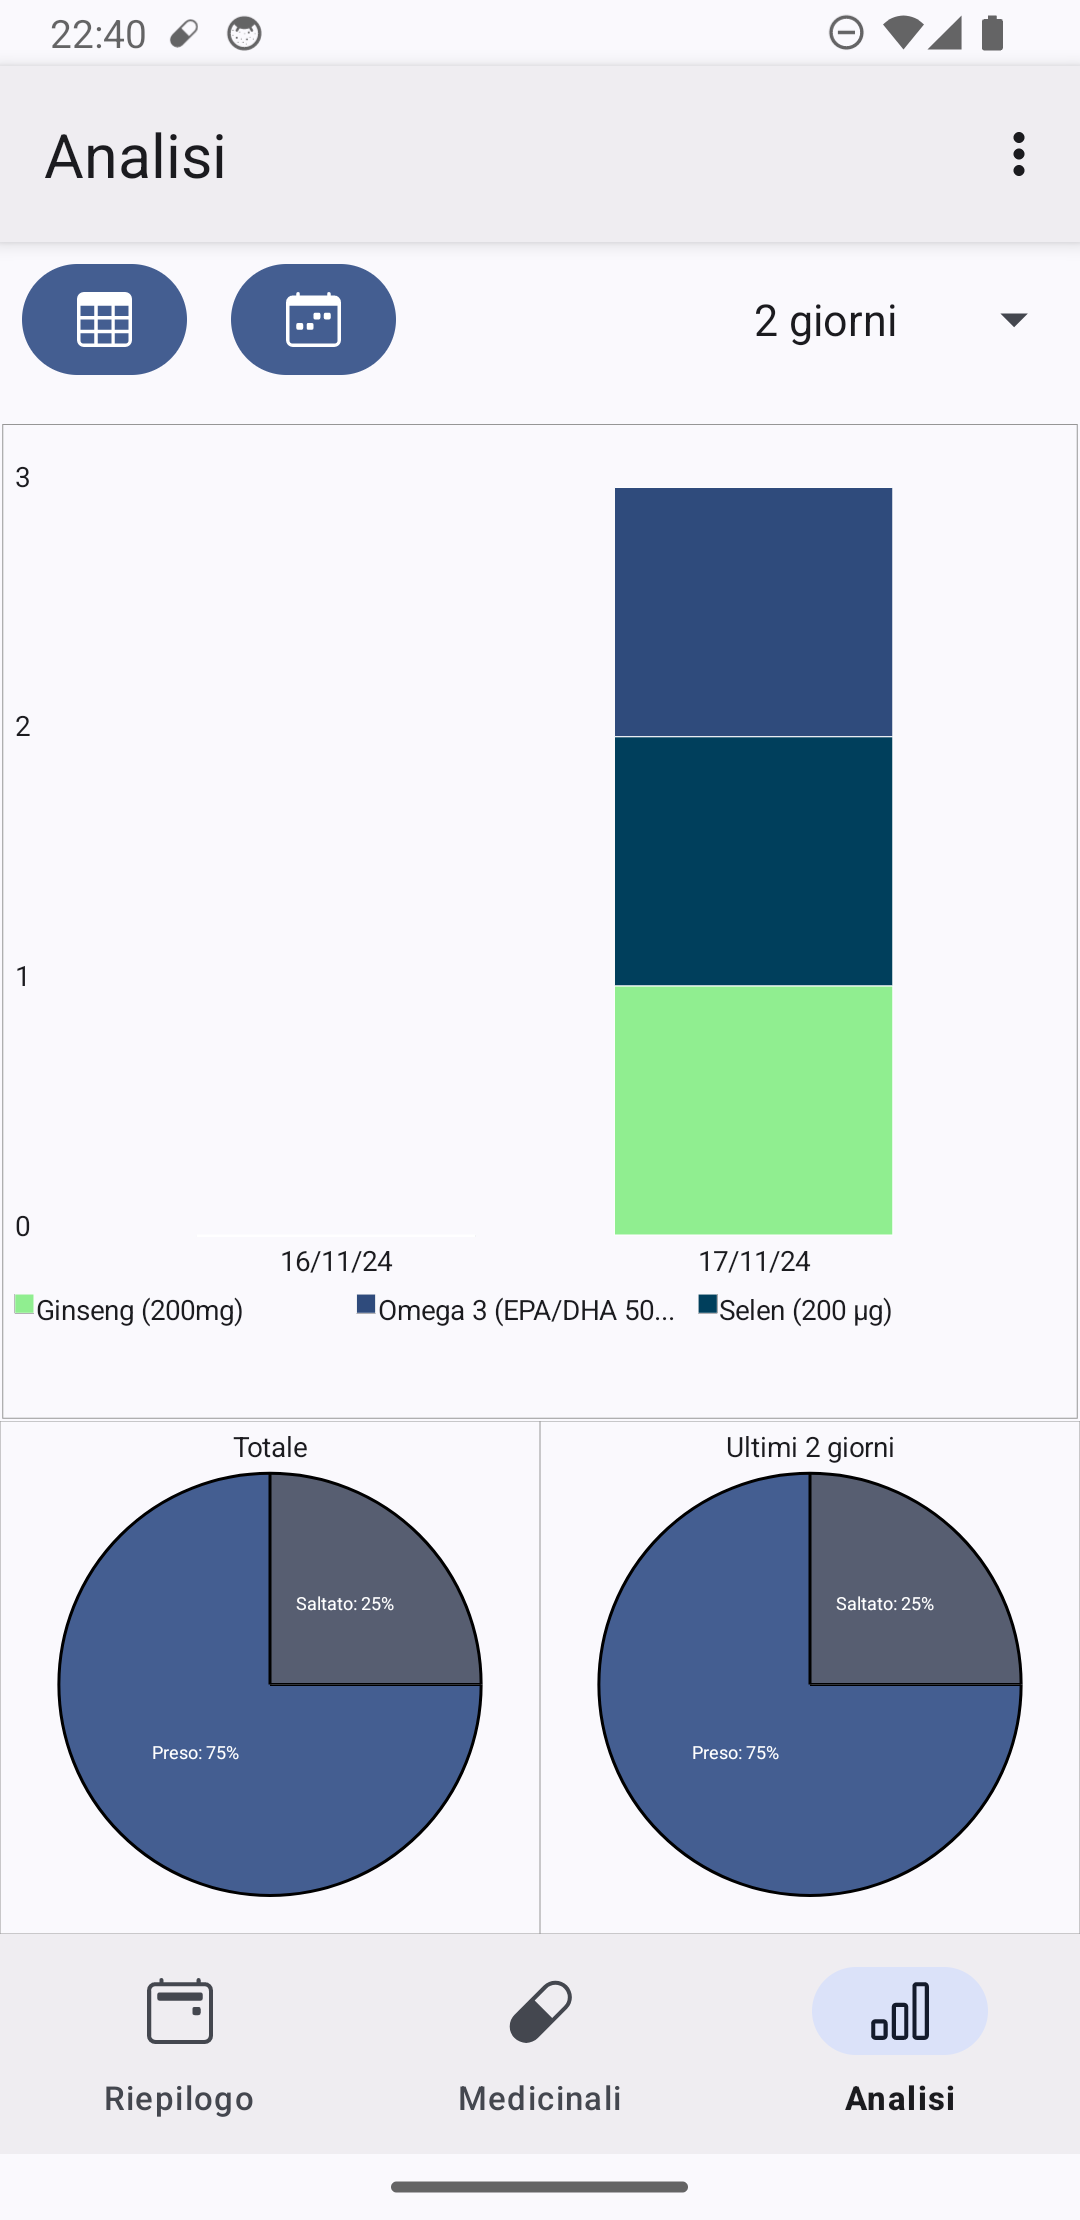 22:40
Analisi
2 giorni
3
2
1
0
16/11/24 17/11/24
Ginseng (200mg) Omega 3 (EPA/DHA 50... Selen (200 µg)
Totale Ultimi 2 giorni
Saltato: 25% Saltato: 25%
Preso: 75% Preso: 75%
Riepilogo Medicinali Analisi